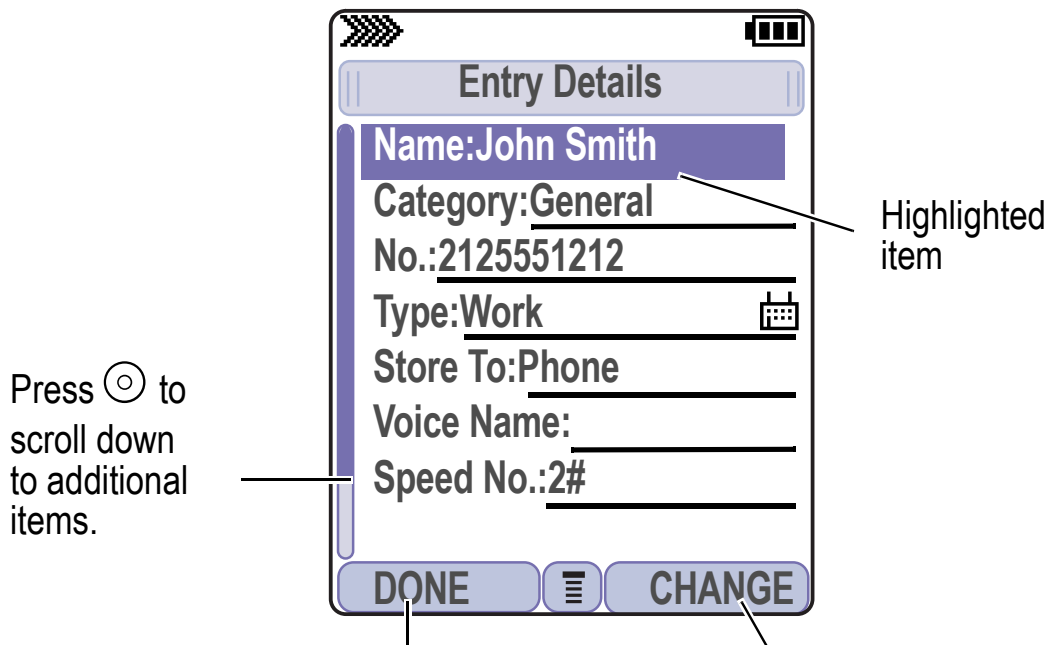 Entry Details
Name:John Smith
Category:General
No.:2125551212
Type:Work
Store To:Phone
Voice Name:
Speed No.:2#
DONE
CHANGE
Highlighted
item
Press to
scroll down
to additional
items.